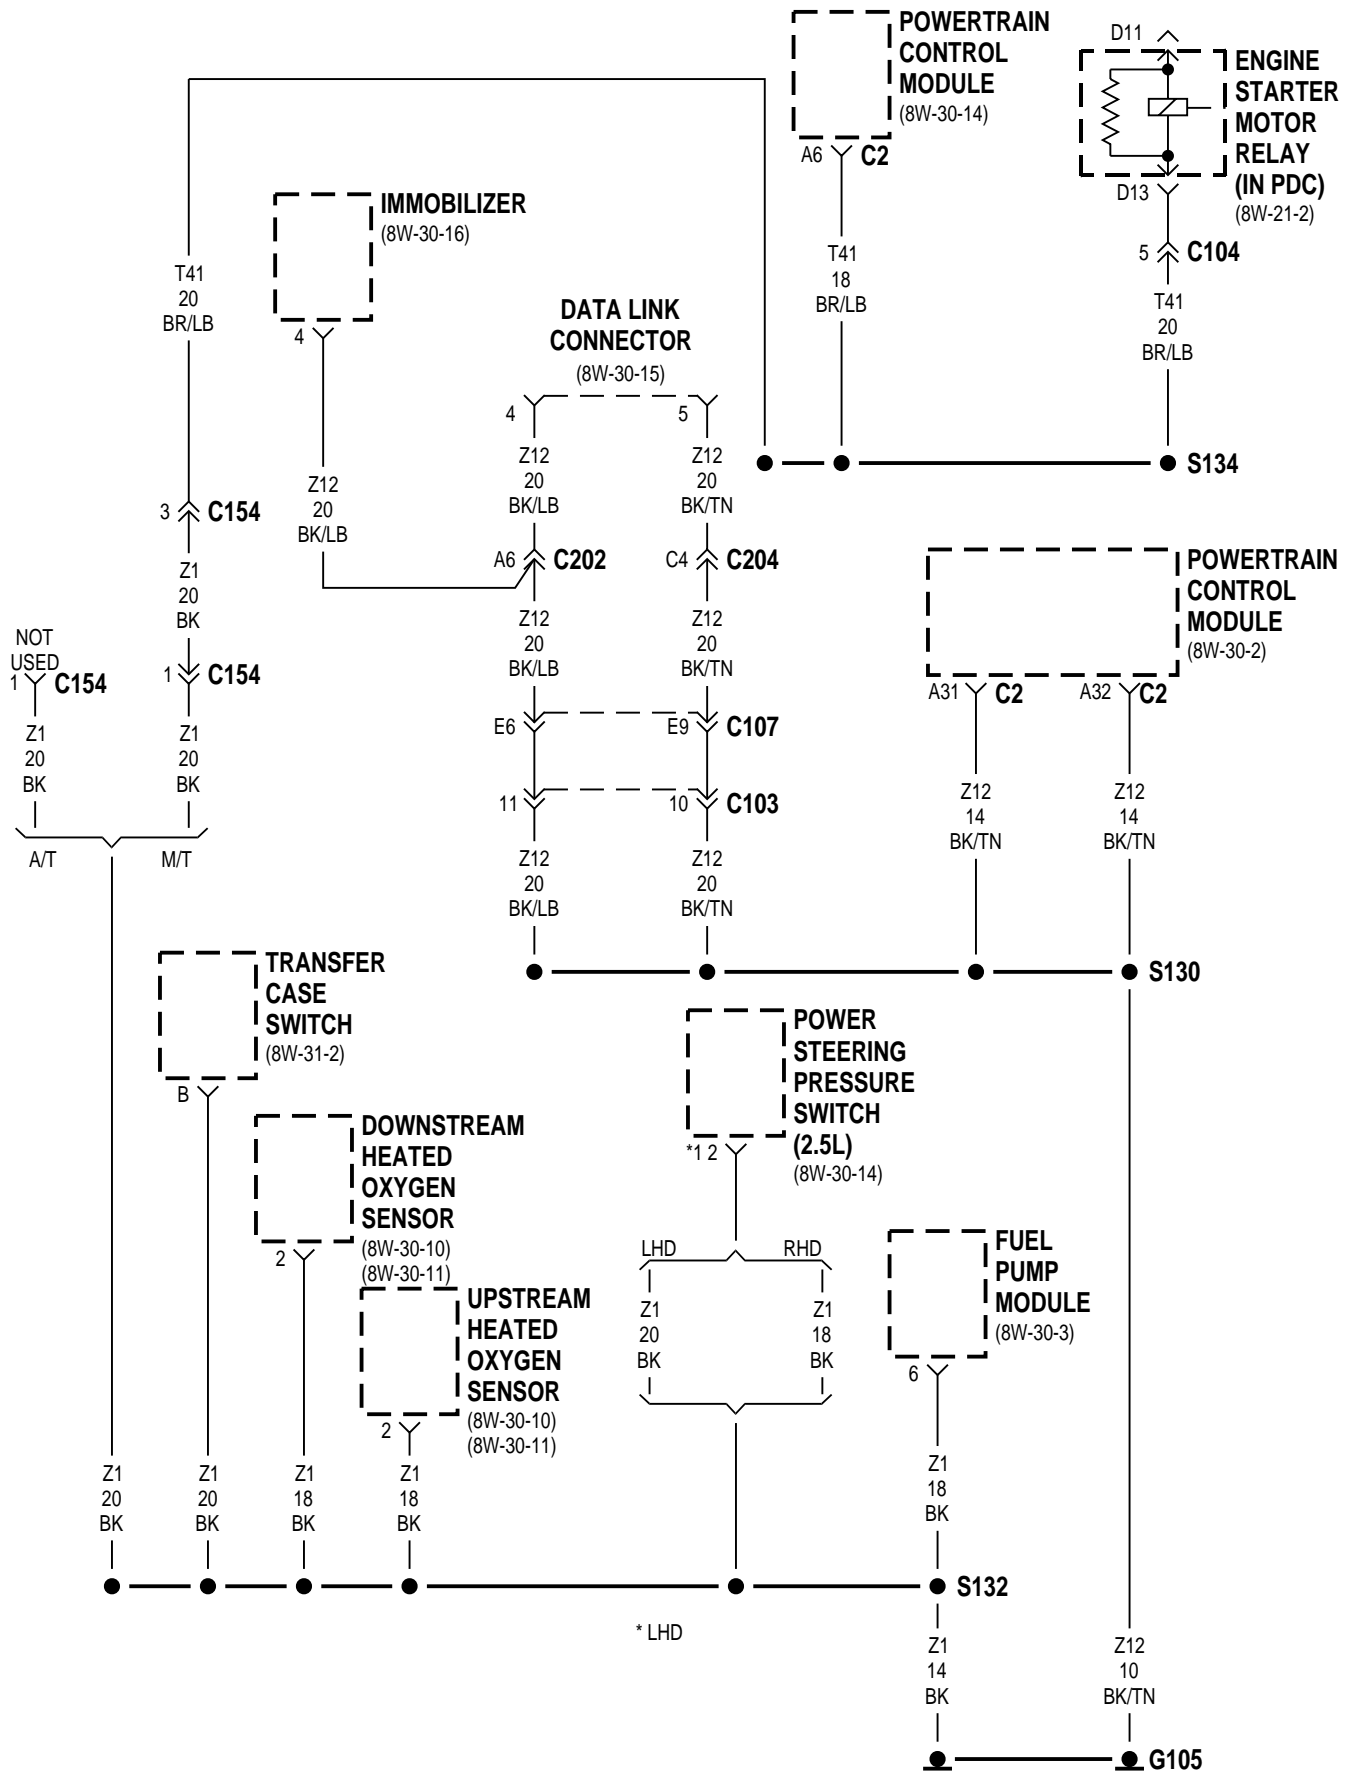 POWERTRAIN
CONTROL
MODULE
(8W-30-14)
A6
C2
D11
ENGINE
STARTER
MOTOR
RELAY
(IN PDC)
(8W-21-2)
D13
5
C104
IMMOBILIZER
(8W-30-16)
4
T41
20
BR/LB
T41
18
BR/LB
T41
20
BR/LB
DATA LINK
CONNECTOR
(8W-30-15)
4
5
Z12
20
BK/LB
Z12
20
BK/LB
Z12
20
BK/TN
S134
3
C154
A6
C202
C4
C204
Z1
20
BK
Z12
20
BK/LB
Z12
20
BK/TN
POWERTRAIN
CONTROL
MODULE
(8W-30-2)
A31
C2
A32
C2
NOT
USED
1
C154
1
C154
E6
E9
C107
Z1
20
BK
Z1
20
BK
11
10
C103
Z12
14
BK/TN
Z12
14
BK/TN
A/T
M/T
Z12
20
BK/LB
Z12
20
BK/TN
S130
TRANSFER
CASE
SWITCH
(8W-31-2)
B
POWER
STEERING
PRESSURE
SWITCH
(2.5L)
(8W-30-14)
*1 2
DOWNSTREAM
HEATED
OXYGEN
SENSOR
(8W-30-10)
(8W-30-11)
2
LHD
RHD
Z1
20
BK
Z1
18
BK
FUEL
PUMP
MODULE
(8W-30-3)
6
UPSTREAM
HEATED
OXYGEN
SENSOR
(8W-30-10)
(8W-30-11)
2
Z1
20
BK
Z1
20
BK
Z1
18
BK
Z1
18
BK
Z1
18
BK
S132
* LHD
Z1
14
BK
Z12
10
BK/TN
G105